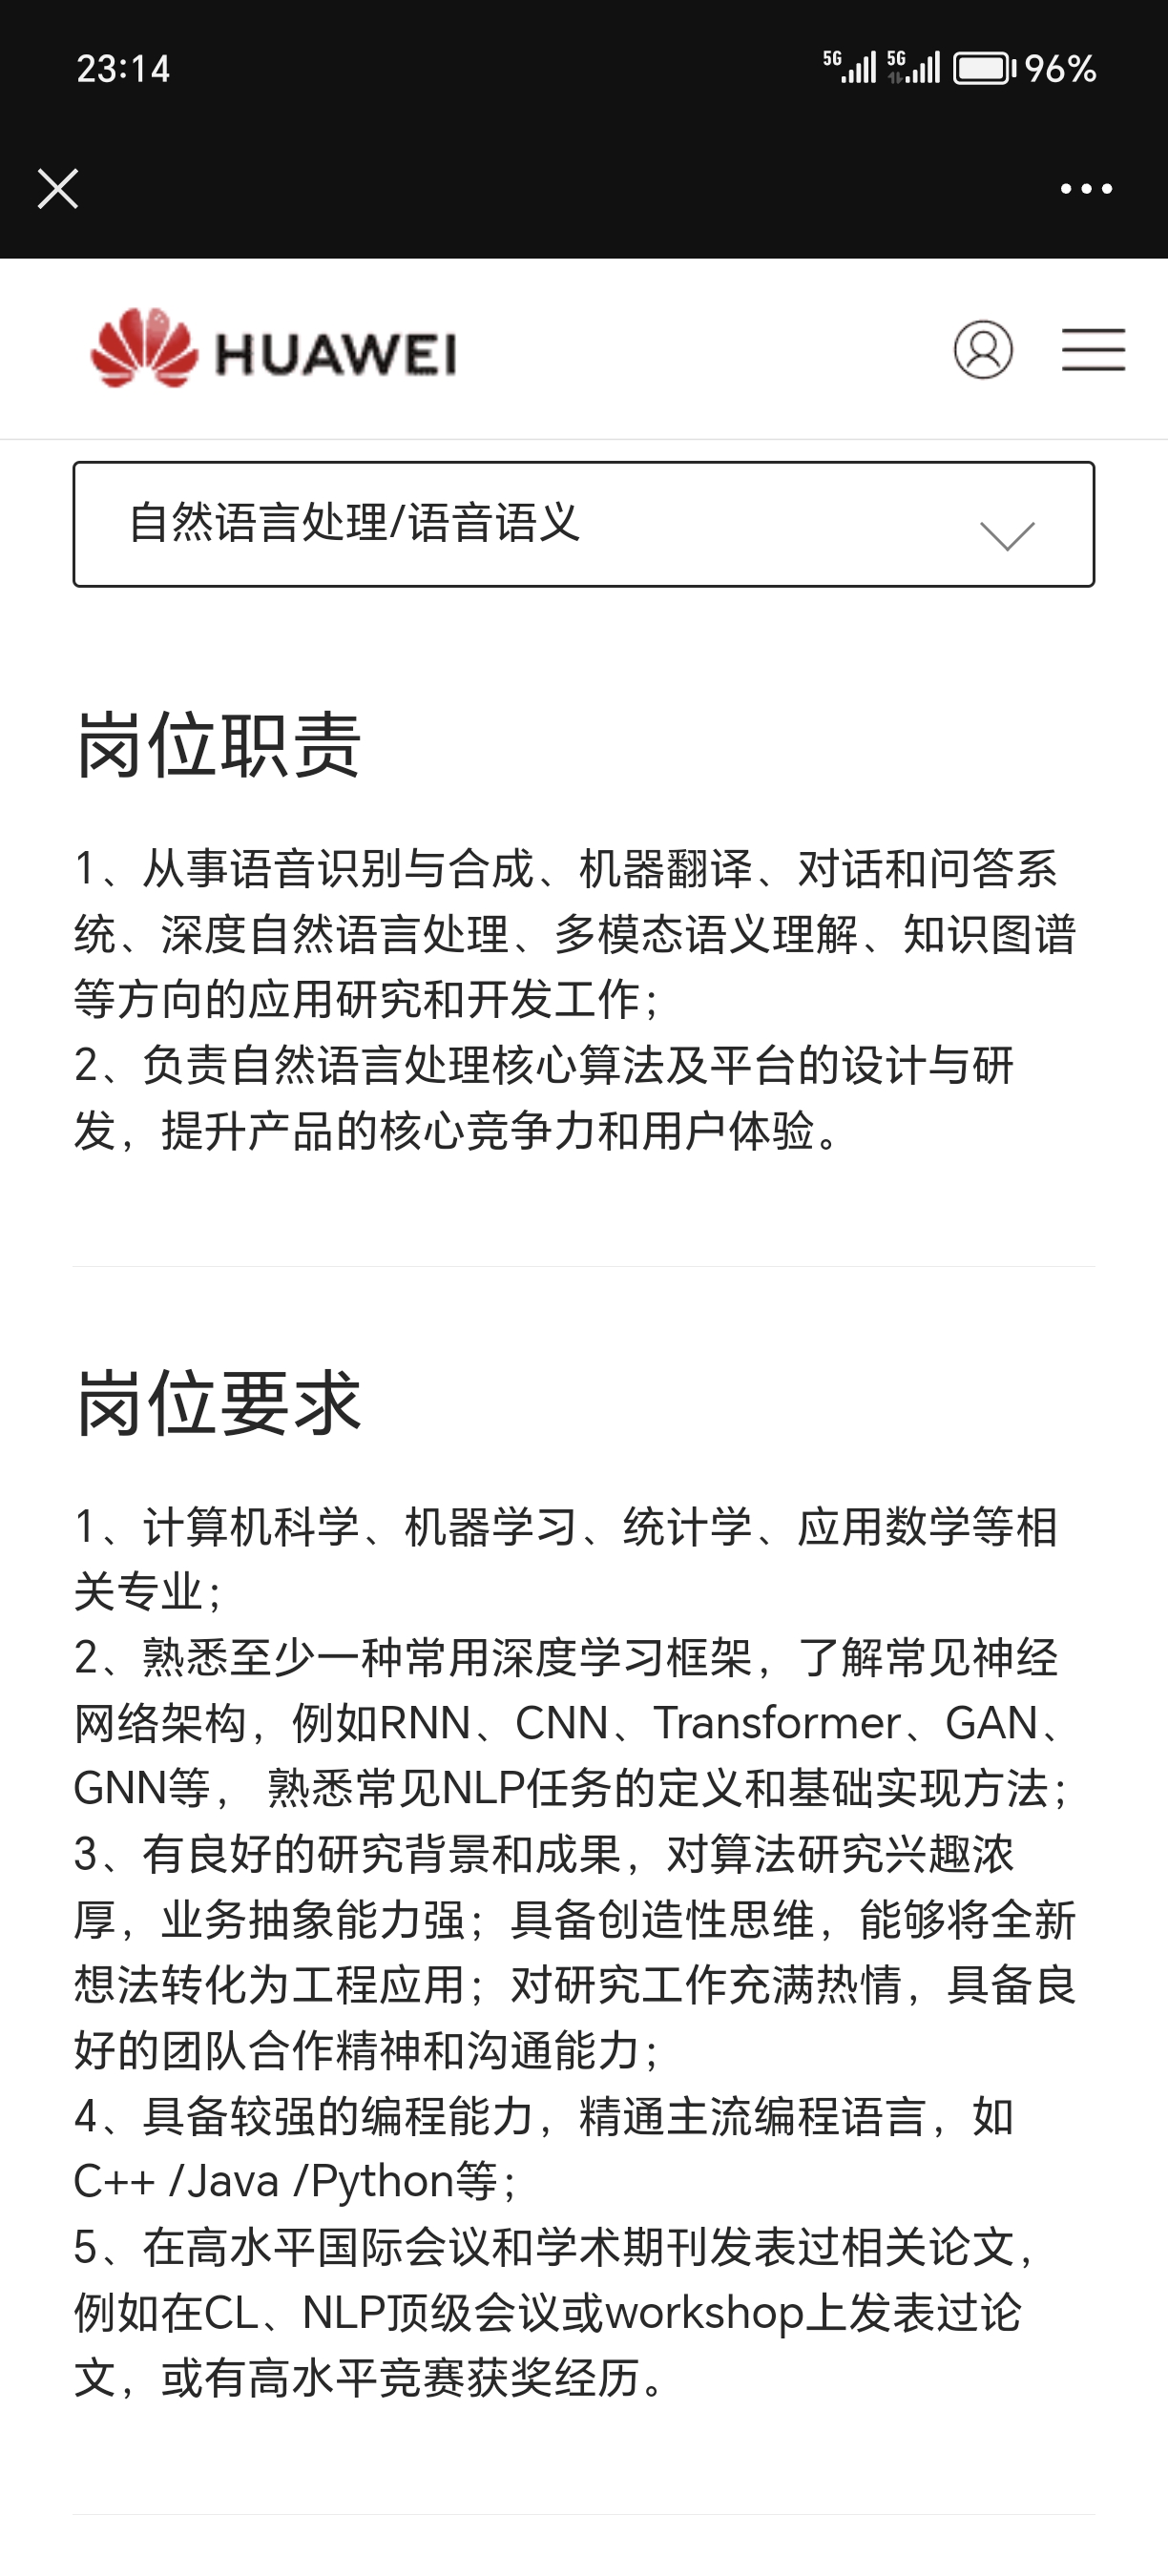 23:14
5G 5G 96%
HUAWEI
自然语言处理/语音语义
岗位职责
1、从事语音识别与合成、机器翻译、对话和问答系
统、深度自然语言处理、多模态语义理解、知识图谱
等方向的应用研究和开发工作;
2、负责自然语言处理核心算法及平台的设计与研
发，提升产品的核心竞争力和用户体验。
岗位要求
1、计算机科学、机器学习、统计学、应用数学等相
关专业;
2、熟悉至少一种常用深度学习框架，了解常见神经
网络架构，例如RNN、CNN、Transformer、GAN、
GNN等， 熟悉常见NLP任务的定义和基础实现方法;
3、有良好的研究背景和成果，对算法研究兴趣浓
厚，业务抽象能力强；具备创造性思维，能够将全新
想法转化为工程应用；对研究工作充满热情，具备良
好的团队合作精神和沟通能力;
4、具备较强的编程能力，精通主流编程语言，如
C++ /Java /Python等;
5、在高水平国际会议和学术期刊发表过相关论文，
例如在CL、NLP顶级会议或workshop上发表过论
文，或有高水平竞赛获奖经历。